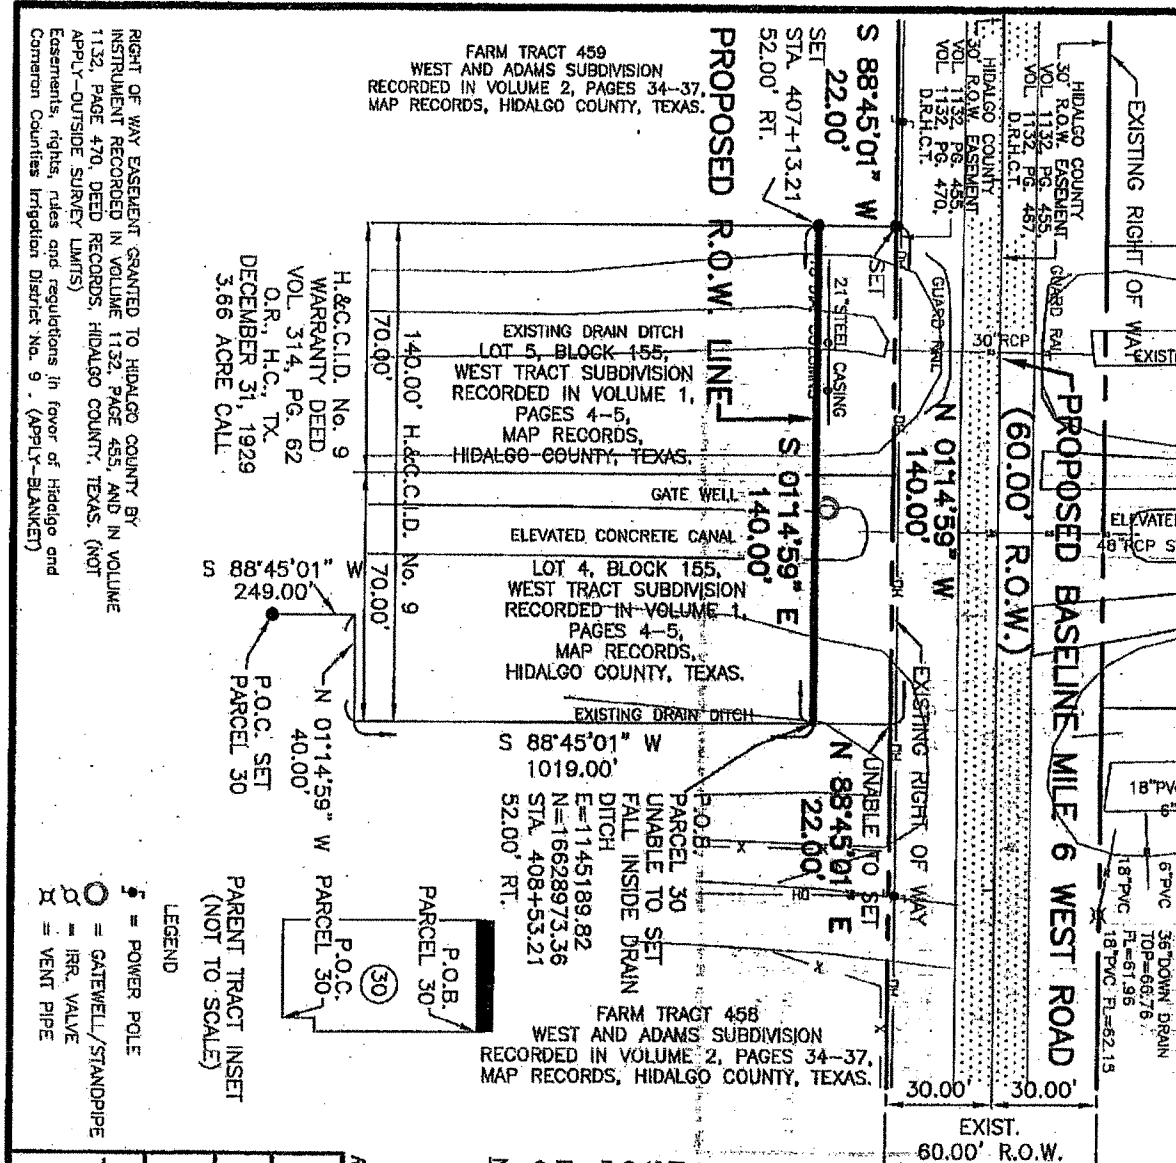 FARM TRACT 459
WEST AND ADAMS SUBDIVISION
RECORDED IN VOLUME 2, PAGES 34-37,
MAP RECORDS, HIDALGO COUNTY, TEXAS.
S 88°45'01" W
22.00'
SET
STA. 407+13.21
52.00' RT.
PROPOSED R.O.W. LINE
HIDALGO COUNTY
30' R.O.W. EASEMENT
VOL 1132, PG. 455,
VOL 1132, PG. 470,
D.R.H.C.T.
HIDALGO COUNTY
30' R.O.W. EASEMENT
VOL 1132, PG 455,
VOL 1132, PG 467,
D.R.H.C.T.
EXISTING RIGHT OF WAY
GUARD RAIL
GUARD RAIL
SET
21" STEEL CASING
30" RCP
PROPOSED BASELINE MILE 6 WEST ROAD
(60.00' R.O.W.)
N 01°14'59" W
140.00'
S 01°14'59" E
140.00'
EXISTING DRAIN DITCH
LOT 5, BLOCK 155,
WEST TRACT SUBDIVISION
RECORDED IN VOLUME 1,
PAGES 4-5,
MAP RECORDS,
HIDALGO COUNTY, TEXAS.
GATE WELL
ELEVATED CONCRETE CANAL
LOT 4, BLOCK 155,
WEST TRACT SUBDIVISION
RECORDED IN VOLUME 1,
PAGES 4-5,
MAP RECORDS,
HIDALGO COUNTY, TEXAS.
EXISTING DRAIN DITCH
140.00' H.&C.C.I.D. No. 9
70.00'
70.00'
H.&C.C.I.D. No. 9
WARRANTY DEED
VOL. 314, PG. 62
O.R., H.C., TX.
DECEMBER 31, 1929
3.66 ACRE CALL
RIGHT OF WAY EASEMENT GRANTED TO HIDALGO COUNTY BY
INSTRUMENT RECORDED IN VOLUME 1132, PAGE 455, AND IN VOLUME
1132, PAGE 470, DEED RECORDS, HIDALGO COUNTY, TEXAS. (NOT
APPLY-OUTSIDE SURVEY LIMITS)
Easements, rights, rules and regulations in favor of Hidalgo and
Cameron Counties Irrigation District No. 9 . (APPLY-BLANKET)
S 88°45'01" W
249.00'
N 01°14'59" W
40.00'
P.O.C. SET
PARCEL 30
S 88°45'01" W
1019.00'
N 88°45'01" E
22.00'
UNABLE TO SET
EXISTING RIGHT OF WAY
P.O.B.
PARCEL 30
UNABLE TO SET
FALL INSIDE DRAIN
DITCH
E=1145189.82
N=16628973.36
STA. 408+53.21
52.00' RT.
FARM TRACT 458
WEST AND ADAMS SUBDIVISION
RECORDED IN VOLUME 2, PAGES 34-37,
MAP RECORDS, HIDALGO COUNTY, TEXAS.
ELEVATED
48" RCP S
18"PVC
6"PVC
18"PVC
36"DOWN DRAIN
TOP=66.76
FL=61.96
18"PVC FL=62.15
30.00'
30.00'
EXIST.
60.00' R.O.W.
P.O.B.
PARCEL 30
30
P.O.C.
PARCEL 30
PARENT TRACT INSET
(NOT TO SCALE)
LEGEND
= POWER POLE
= GATEWELL/STANDPIPE
= IRR. VALVE
= VENT PIPE